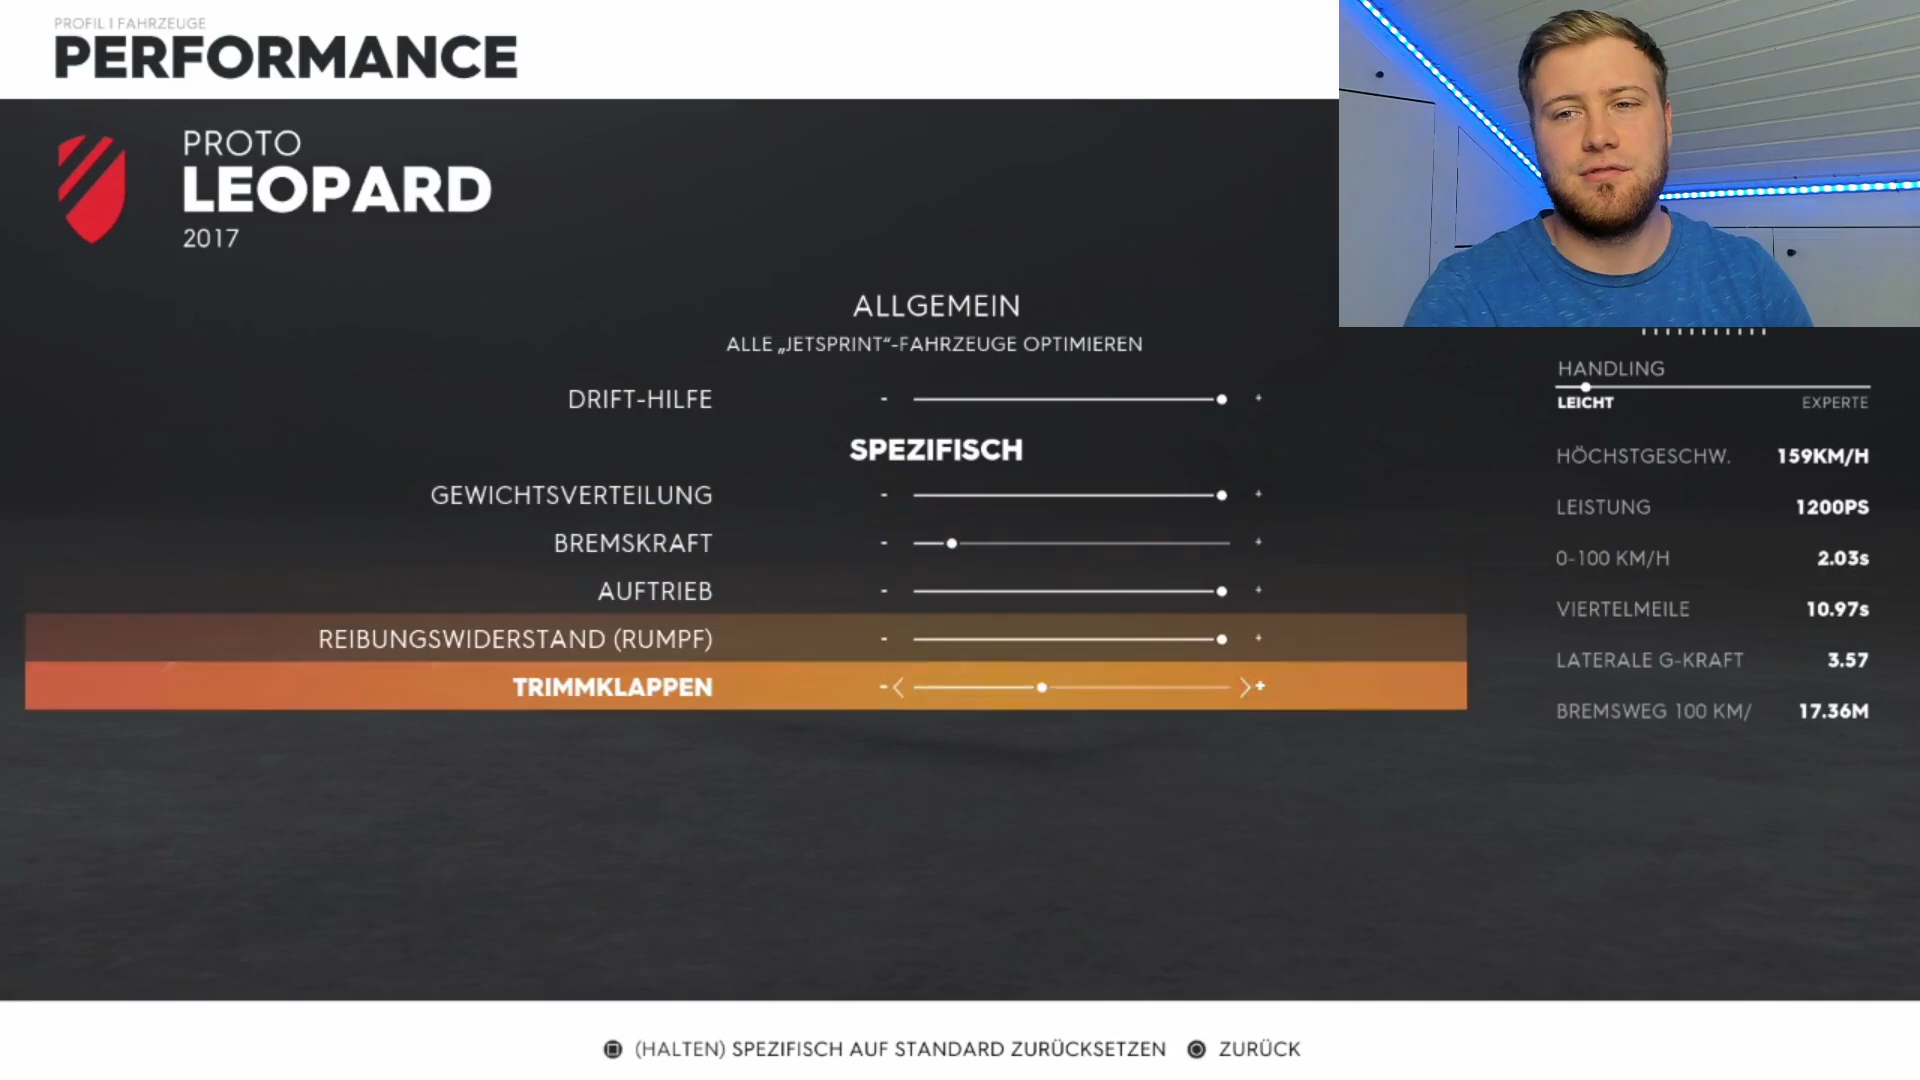 PROFIL I FAHRZEUGE
PERFORMANCE
PROTO
LEOPARD
2017
ALLGEMEIN
ALLE „JETSPRINT“-FAHRZEUGE OPTIMIEREN
DRIFT-HILFE - +
SPEZIFISCH
GEWICHTSVERTEILUNG - +
BREMSKRAFT - +
AUFTRIEB - +
REIBUNGSWIDERSTAND (RUMPF) - +
TRIMMKLAPPEN - < > +
HANDLING
LEICHT EXPERTE
HÖCHSTGESCHW. 159KM/H
LEISTUNG 1200PS
0-100 KM/H 2.03s
VIERTELMEILE 10.97s
LATERALE G-KRAFT 3.57
BREMSWEG 100 KM/ 17.36M
(HALTEN) SPEZIFISCH AUF STANDARD ZURÜCKSETZEN ZURÜCK